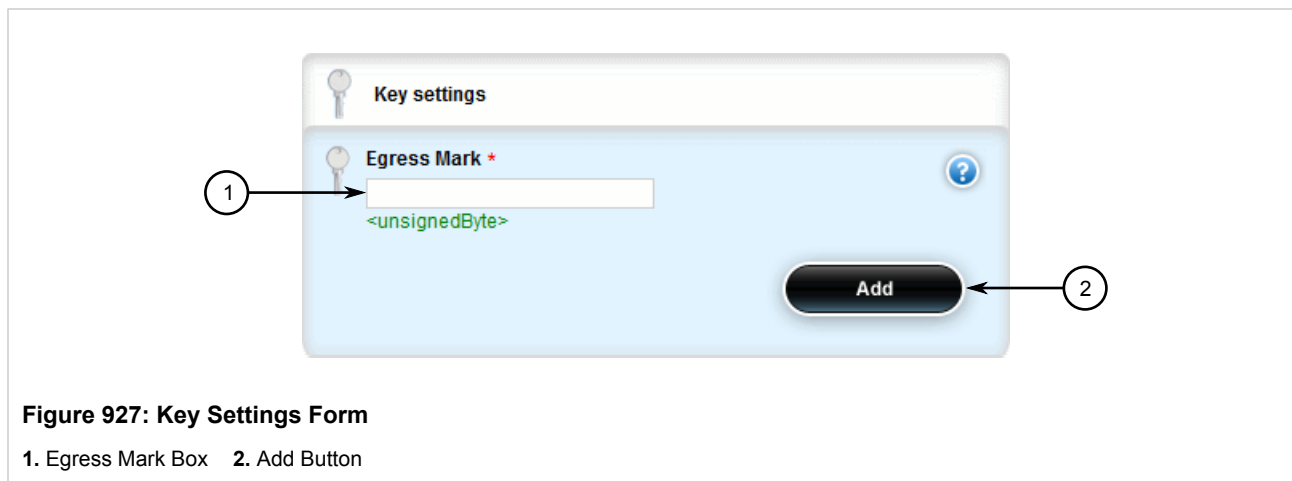 Key settings
Egress Mark *
1
<unsignedByte>
?
Add
2
Figure 927: Key Settings Form
1. Egress Mark Box 2. Add Button